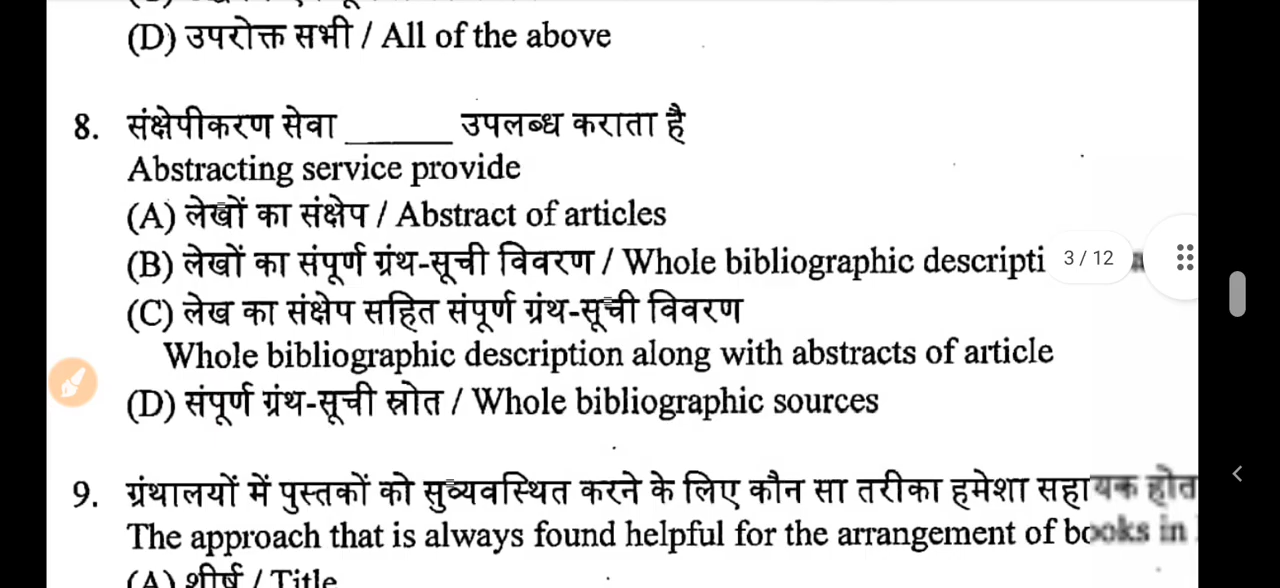 (D) उपरोक्त सभी / All of the above
8. संक्षेपीकरण सेवा ______ उपलब्ध कराता है
Abstracting service provide
(A) लेखों का संक्षेप / Abstract of articles
(B) लेखों का संपूर्ण ग्रंथ-सूची विवरण / Whole bibliographic descripti
3 / 12
(C) लेख का संक्षेप सहित संपूर्ण ग्रंथ-सूची विवरण
Whole bibliographic description along with abstracts of article
(D) संपूर्ण ग्रंथ-सूची स्रोत / Whole bibliographic sources
9. ग्रंथालयों में पुस्तकों को सुव्यवस्थित करने के लिए कौन सा तरीका हमेशा सहायक होत
The approach that is always found helpful for the arrangement of books in
(A) शीर्ष / Title